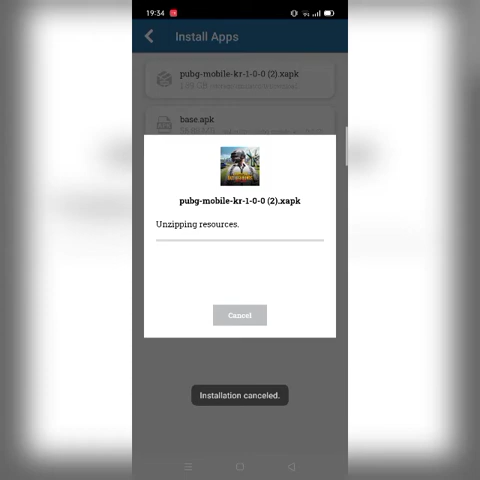 19:34
Install Apps
pubg-mobile-kr-1-0-0 (2).xapk
base.apk
pubg-mobile-kr-1-0-0 (2).xapk
Unzipping resources.
Cancel
Installation canceled.